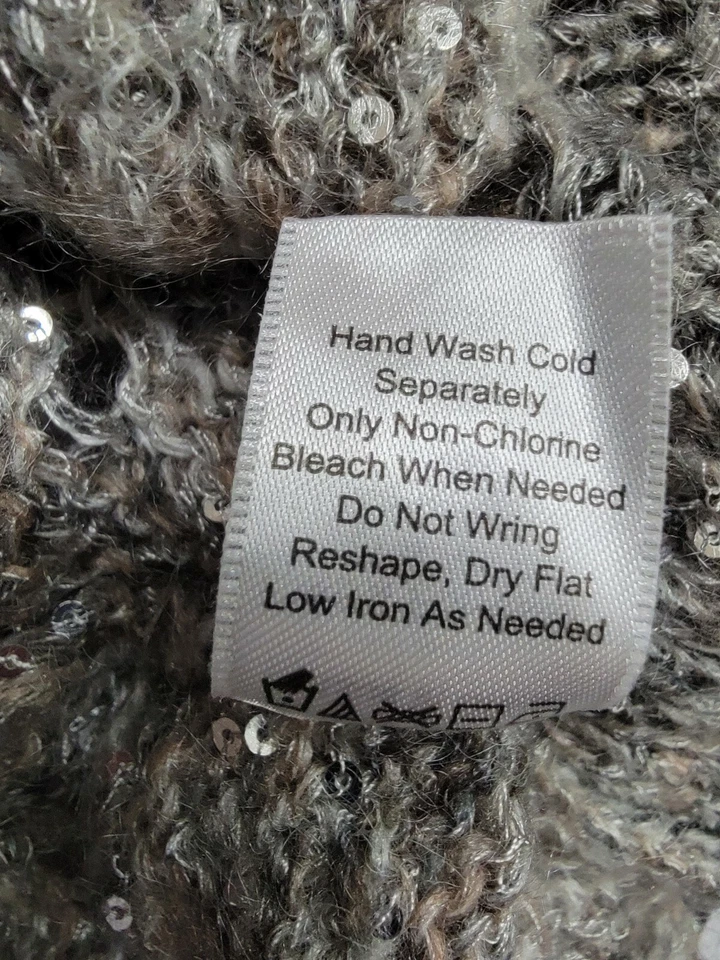 Hand Wash Cold
Separately
Only Non-Chlorine
Bleach When Needed
Do Not Wring
Reshape, Dry Flat
Low Iron As Needed